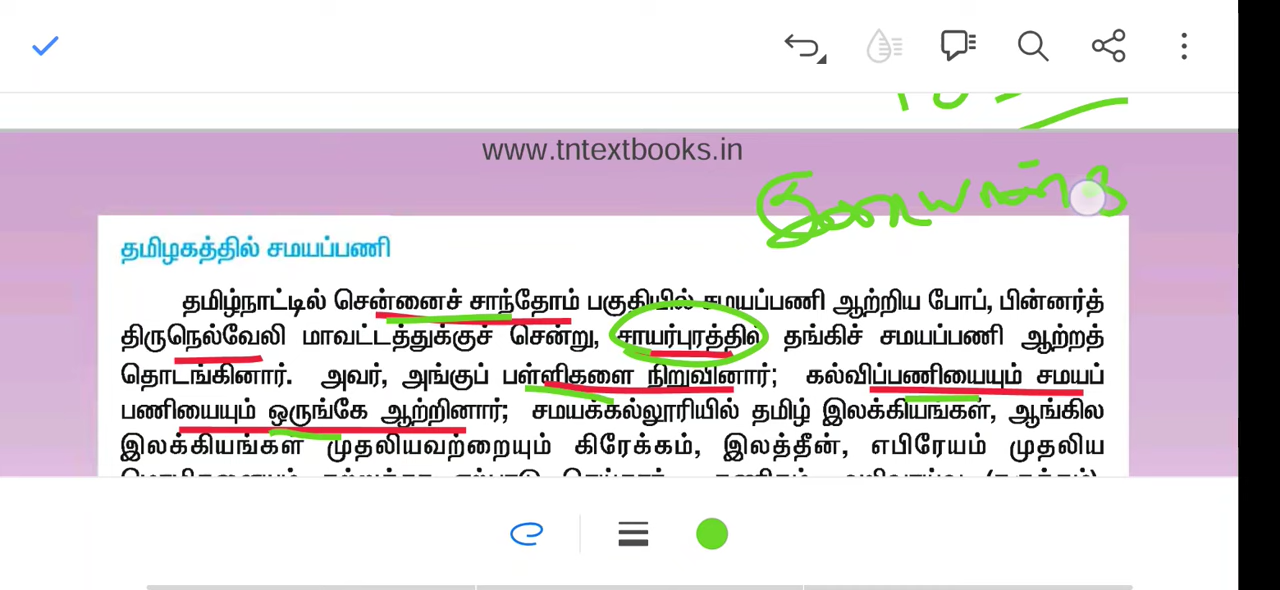 www.tntextbooks.in
தமிழகத்தில் சமயப்பணி
தமிழ்நாட்டில் சென்னைச் சாந்தோம் பகுதியில் சமயப்பணி ஆற்றிய போப், பின்னர்த்
திருநெல்வேலி மாவட்டத்துக்குச் சென்று, சாயர்புரத்தில் தங்கிச் சமயப்பணி ஆற்றத்
தொடங்கினார். அவர், அங்குப் பள்ளிகளை நிறுவினார்; கல்விப்பணியையும் சமயப்
பணியையும் ஒருங்கே ஆற்றினார்; சமயக்கல்லூரியில் தமிழ் இலக்கியங்கள், ஆங்கில
இலக்கியங்கள் முதலியவற்றையும் கிரேக்கம், இலத்தீன், எபிரேயம் முதலிய